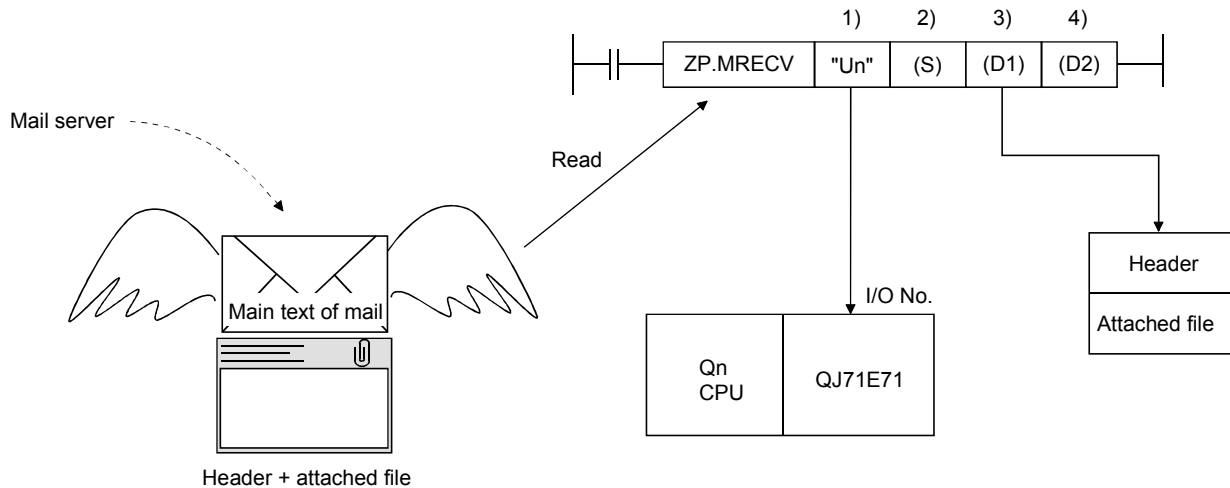 1) 2) 3) 4)
ZP.MRECV "Un" (S) (D1) (D2)
Mail server
Read
Header
Attached file
I/O No.
Main text of mail
Qn
CPU
QJ71E71
Header + attached file